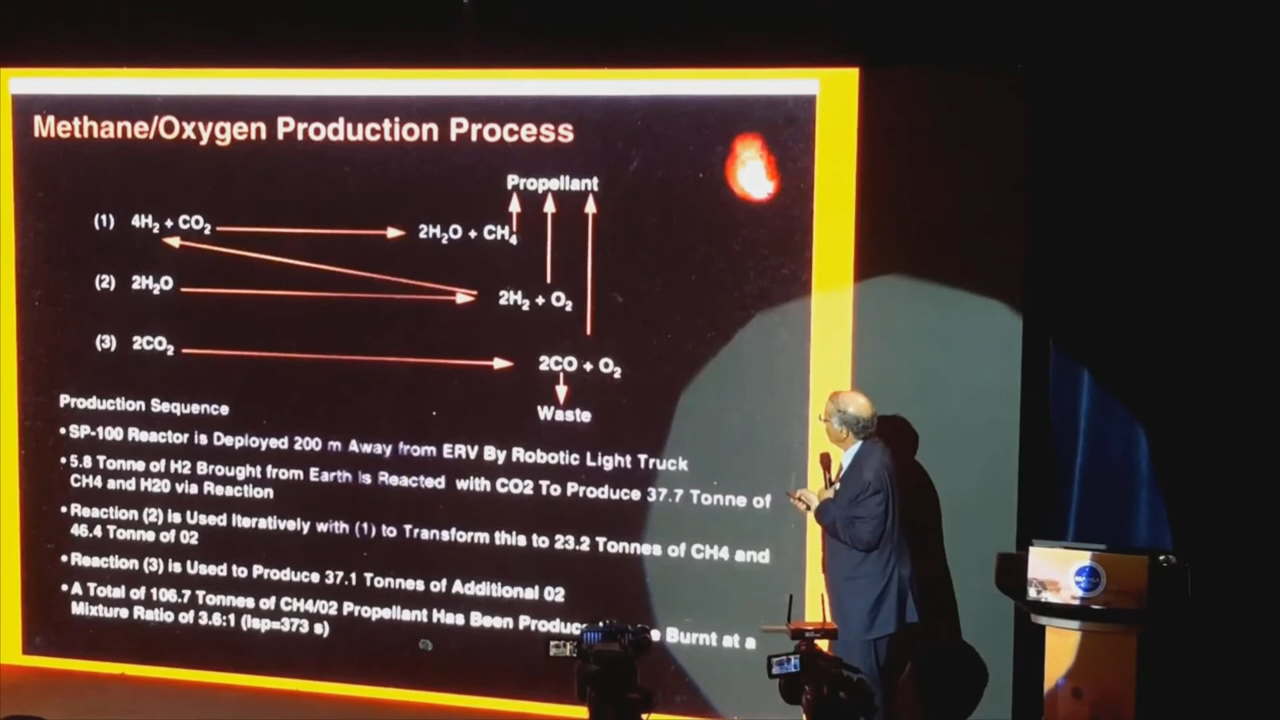 Methane/Oxygen Production Process
Propellant
(1) 4H₂ + CO₂ 2H₂O + CH₄
(2) 2H₂O 2H₂ + O₂
(3) 2CO₂ 2CO + O₂
Waste
Production Sequence
• SP-100 Reactor is Deployed 200 m Away from ERV By Robotic Light Truck
• 5.8 Tonne of H2 Brought from Earth Is Reacted with CO2 To Produce 37.7 Tonne of
CH4 and H20 via Reaction
• Reaction (2) is Used Iteratively with (1) to Transform this to 23.2 Tonnes of CH4 and
46.4 Tonne of 02
• Reaction (3) is Used to Produce 37.1 Tonnes of Additional 02
• A Total of 106.7 Tonnes of CH4/02 Propellant Has Been Burnt at a
Mixture Ratio of 3.6:1 (Isp=373 s)